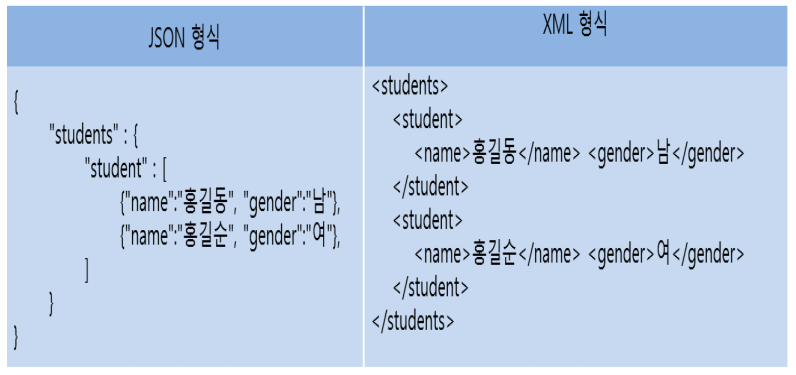 JSON 형식
{
"students" : {
"student" : [
{"name":"홍길동", "gender":"남"},
{"name":"홍길순", "gender":"여"},
]
}
}
XML 형식
<students>
<student>
<name>홍길동</name> <gender>남</gender>
</student>
<student>
<name>홍길순</name> <gender>여</gender>
</student>
</students>